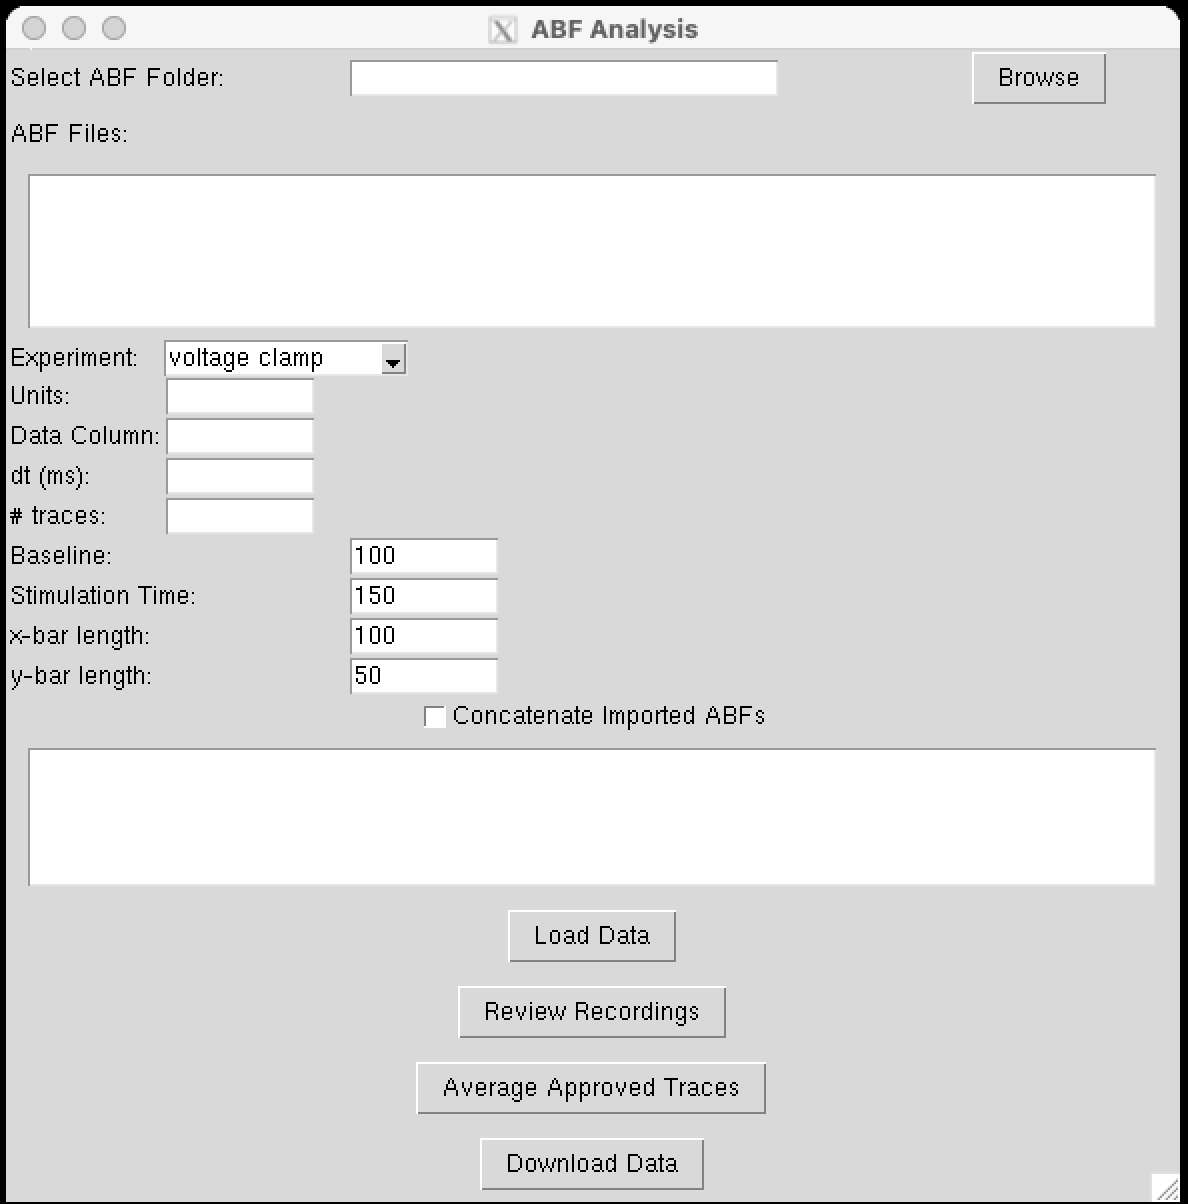 ABF Analysis
Select ABF Folder: Browse
ABF Files:
Experiment: voltage clamp
Units:
Data Column:
dt (ms):
# traces:
Baseline: 100
Stimulation Time: 150
x-bar length: 100
y-bar length: 50
Concatenate Imported ABFs
Load Data
Review Recordings
Average Approved Traces
Download Data